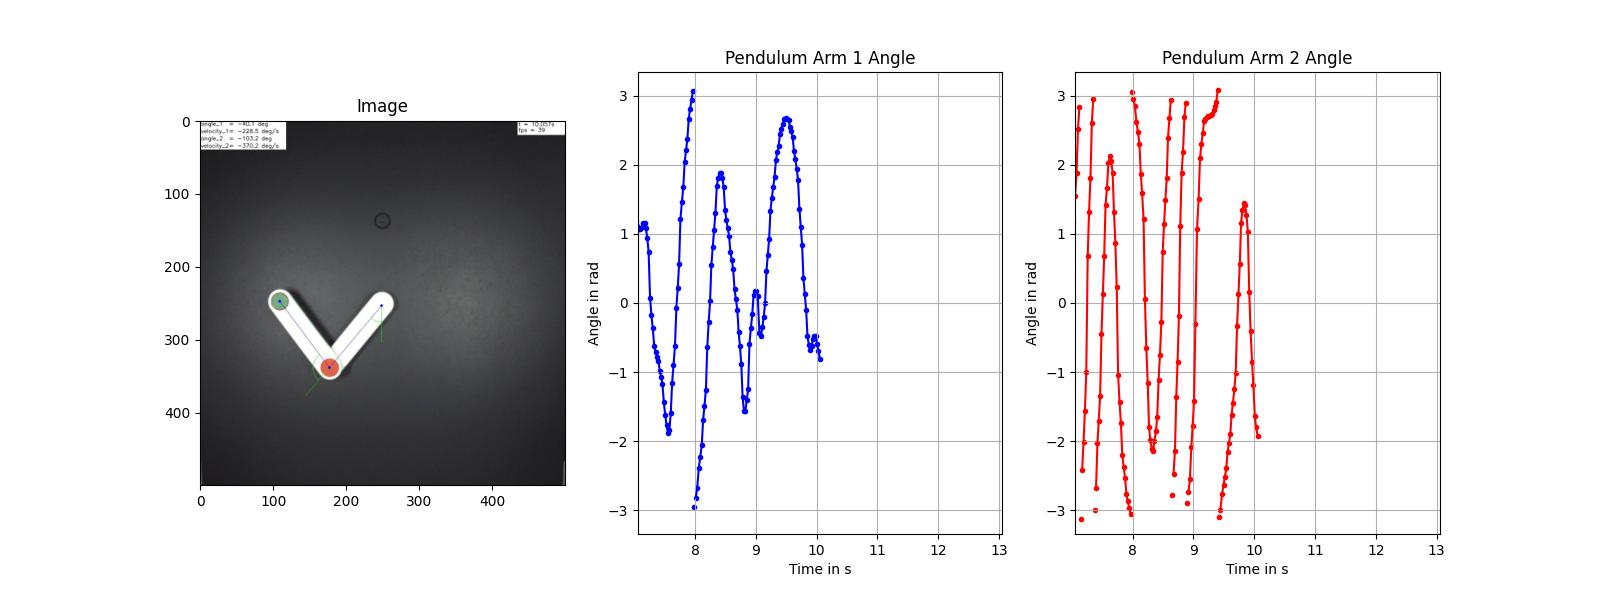 Image
angle_1 = -40.1 deg
velocity_1= -228.5 deg/s
angle_2 = -103.2 deg
velocity_2= -370.2 deg/s
t = 10.057s
fps = 39
0
100
200
300
400
0 100 200 300 400
Pendulum Arm 1 Angle
Angle in rad
3
2
1
0
−1
−2
−3
8 9 10 11 12 13
Time in s
Pendulum Arm 2 Angle
Angle in rad
3
2
1
0
−1
−2
−3
8 9 10 11 12 13
Time in s